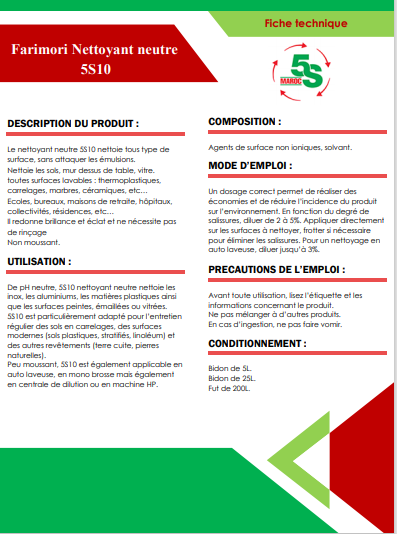 Fiche technique
Farimori Nettoyant neutre
5S10
5S
MAROC
DESCRIPTION DU PRODUIT :
Le nettoyant neutre 5S10 nettoie tous type de
surface, sans attaquer les émulsions.
Nettoie les sols, mur dessus de table, vitre,
toutes surfaces lavables : thermoplastiques,
carrelages, marbres, céramiques, etc...
Ecoles, bureaux, maisons de retraite, hôpitaux,
collectivités, résidences, etc...
Il redonne brillance et éclat et ne nécessite pas
de rinçage
Non moussant.
UTILISATION :
De pH neutre, 5S10 nettoyant neutre nettoie les
inox, les aluminiums, les matières plastiques ainsi
que les surfaces peintes, émaillées ou vitrées.
5S10 est particulièrement adapté pour l'entretien
régulier des sols en carrelages, des surfaces
modernes (sols plastiques, stratifiés, linoléum) et
des autres revêtements (terre cuite, pierres
naturelles).
Peu moussant, 5S10 est également applicable en
auto laveuse, en mono brosse mais également
en centrale de dilution ou en machine HP.
COMPOSITION :
Agents de surface non ioniques, solvant.
MODE D'EMPLOI :
Un dosage correct permet de réaliser des
économies et de réduire l'incidence du produit
sur l'environnement. En fonction du degré de
salissures, diluer de 2 à 5%. Appliquer directement
sur les surfaces à nettoyer, frotter si nécessaire
pour éliminer les salissures. Pour un nettoyage en
auto laveuse, diluer jusqu'à 3%.
PRECAUTIONS DE L'EMPLOI :
Avant toute utilisation, lisez l'étiquette et les
informations concernant le produit.
Ne pas mélanger à d'autres produits.
En cas d'ingestion, ne pas faire vomir.
CONDITIONNEMENT :
Bidon de 5L.
Bidon de 25L.
Fut de 200L.